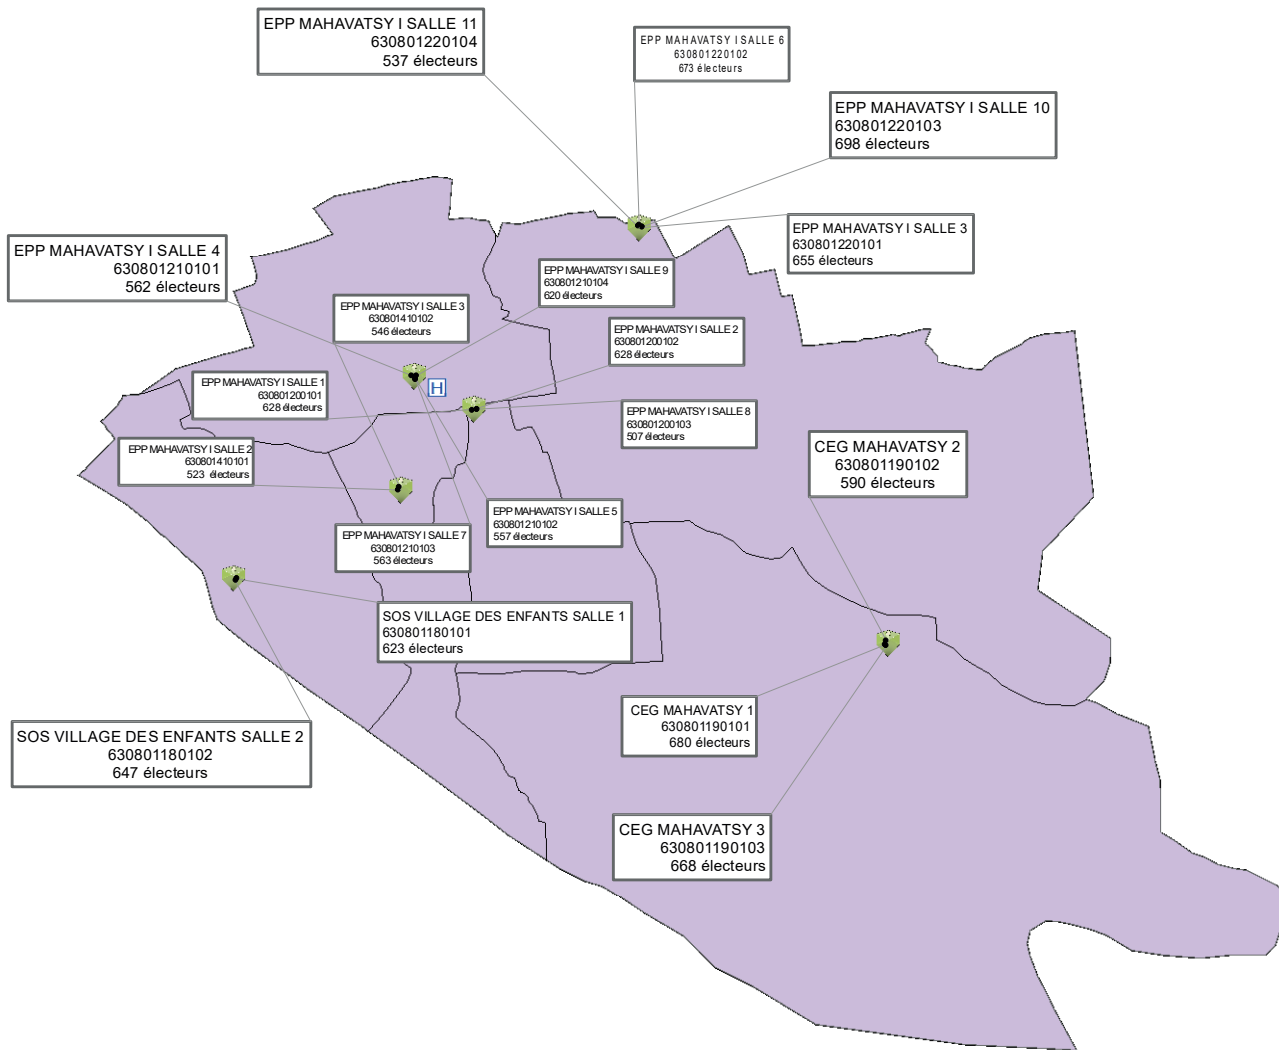 EPP MAHAVATSY I SALLE 11
630801220104
537 électeurs
EPP MAHAVATSY I SALLE 6
630801220102
673 électeurs
EPP MAHAVATSY I SALLE 10
630801220103
698 électeurs
EPP MAHAVATSY I SALLE 3
630801220101
655 électeurs
EPP MAHAVATSY I SALLE 4
630801210101
562 électeurs
EPP MAHAVATSY I SALLE 9
630801210104
620 électeurs
EPP MAHAVATSY I SALLE 3
630801410102
546 électeurs
EPP MAHAVATSY I SALLE 2
630801200102
628 électeurs
H
EPP MAHAVATSY I SALLE 1
630801200101
628 électeurs
EPP MAHAVATSY I SALLE 8
630801200103
507 électeurs
EPP MAHAVATSY I SALLE 2
630801410101
523 électeurs
CEG MAHAVATSY 2
630801190102
590 électeurs
EPP MAHAVATSY I SALLE 5
630801210102
557 électeurs
EPP MAHAVATSY I SALLE 7
630801210103
563 électeurs
SOS VILLAGE DES ENFANTS SALLE 1
630801180101
623 électeurs
CEG MAHAVATSY 1
630801190101
680 électeurs
SOS VILLAGE DES ENFANTS SALLE 2
630801180102
647 électeurs
CEG MAHAVATSY 3
630801190103
668 électeurs